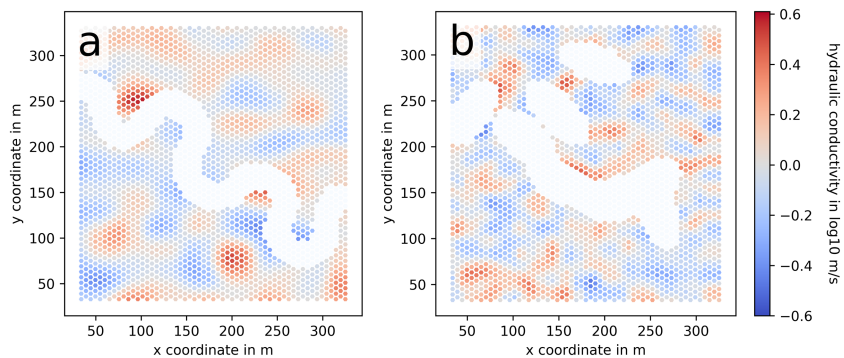 a
b
y coordinate in m
300
250
200
150
100
50
50 100 150 200 250 300
x coordinate in m
y coordinate in m
300
250
200
150
100
50
50 100 150 200 250 300
x coordinate in m
0.6
0.4
0.2
0.0
−0.2
−0.4
−0.6
hydraulic conductivity in log10 m/s